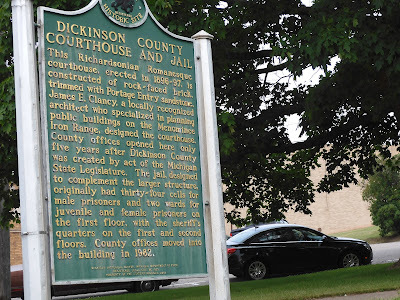 HISTORIC SITE
DICKINSON COUNTY
COURTHOUSE AND JAIL
This Richardsonian Romanesque
courthouse, erected in 1896-97, is
constructed of rock-faced brick,
trimmed with Portage Entry sandstone.
James E. Clancy, a locally recognized
architect who specialized in planning
public buildings on the Menominee
Iron Range, designed the courthouse.
County offices opened here only
five years after Dickinson County
was created by act of the Michigan
State Legislature. The jail, designed
to complement the larger structure,
originally had thirty-four cells for
male prisoners and two wards for
juvenile and female prisoners on
the first floor, with the sheriff's
quarters on the first and second
floors. County offices moved into
the building in 1962.